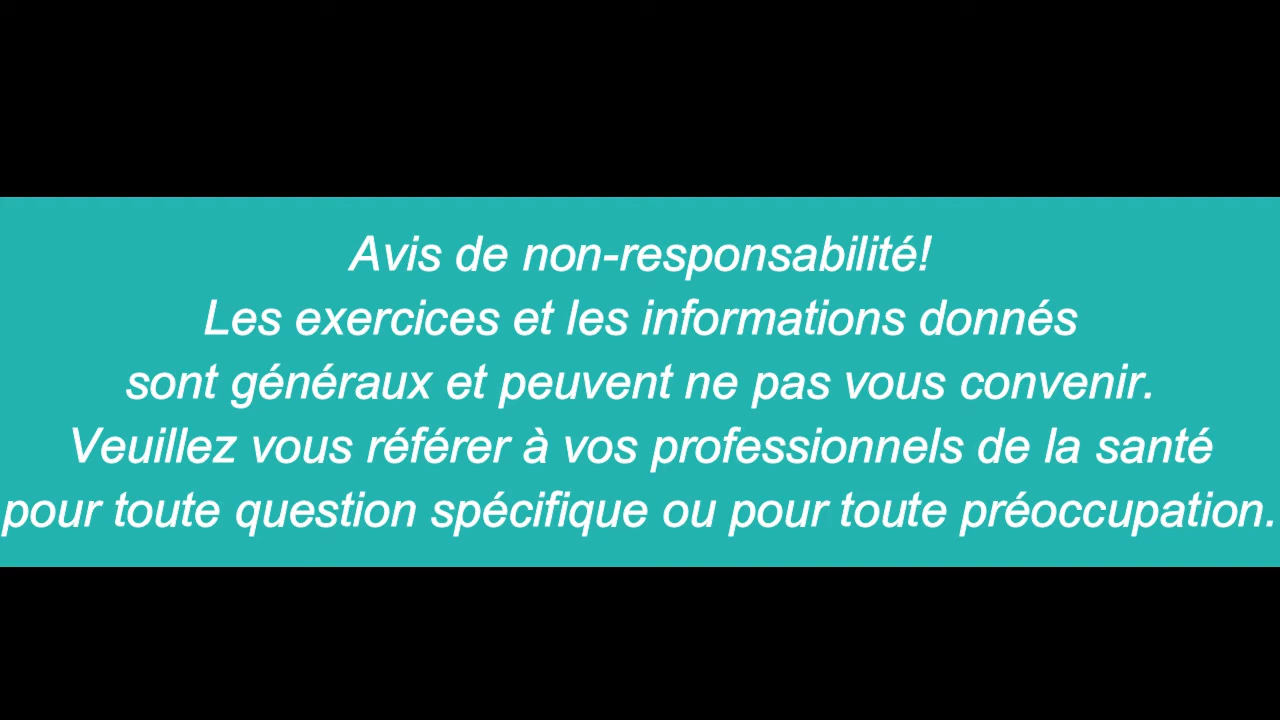 Avis de non-responsabilité!
Les exercices et les informations donnés
sont généraux et peuvent ne pas vous convenir.
Veuillez vous référer à vos professionnels de la santé
pour toute question spécifique ou pour toute préoccupation.